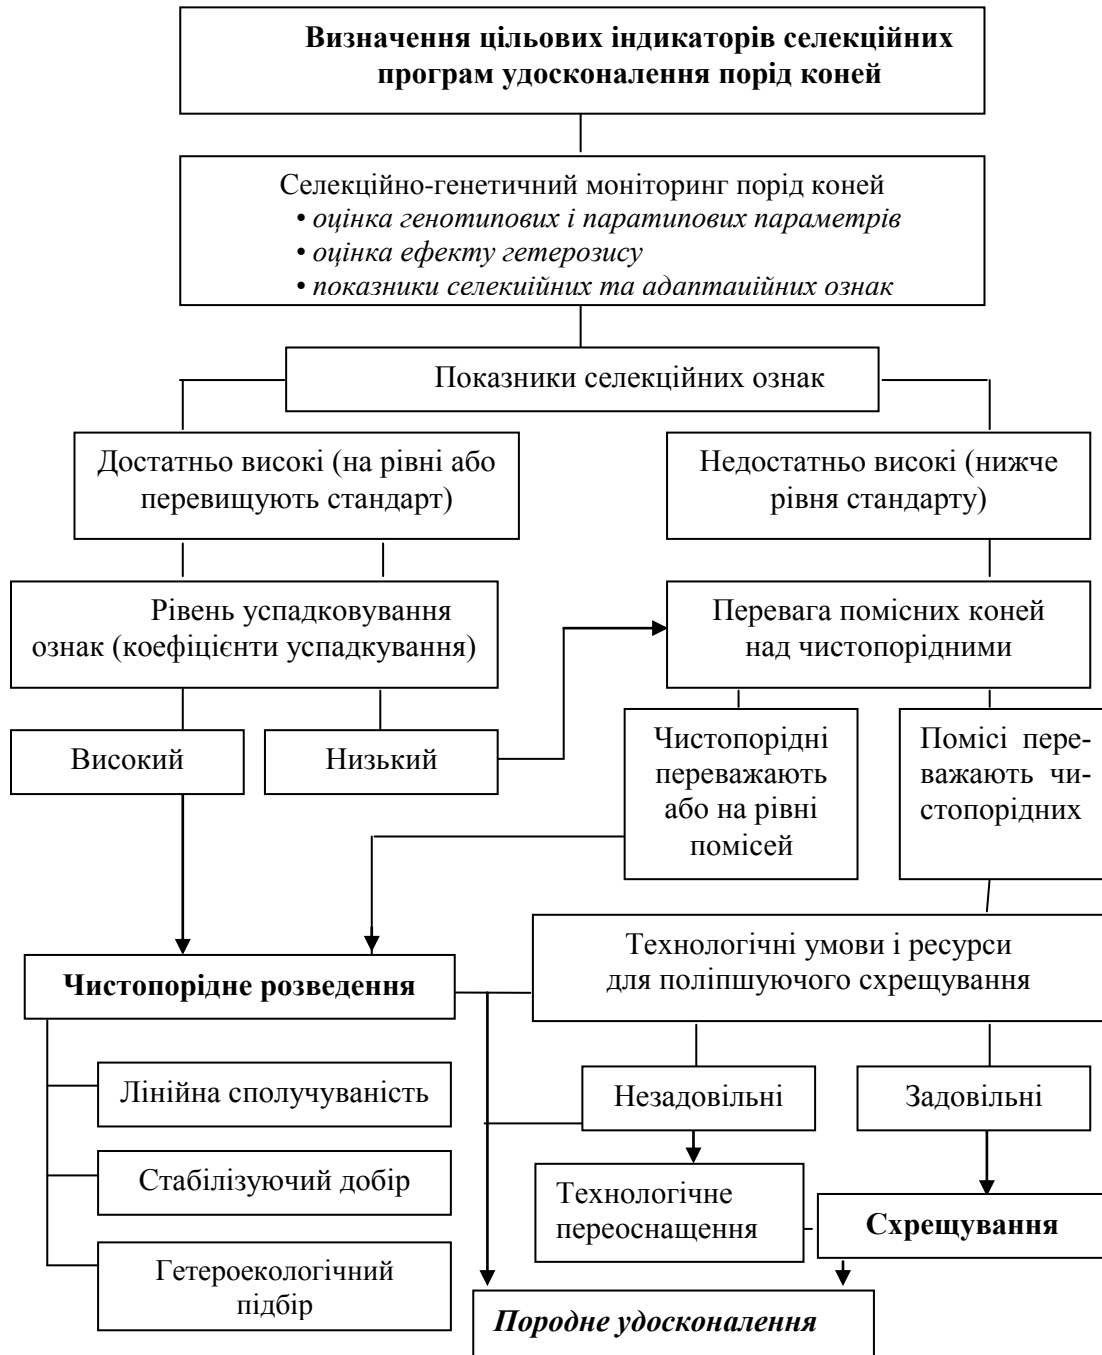 Визначення цільових індикаторів селекційних
програм удосконалення порід коней
Селекційно-генетичний моніторинг порід коней
• оцінка генотипових і паратипових параметрів
• оцінка ефекту гетерозису
• показники селекційних та адаптаційних ознак
Показники селекційних ознак
Достатньо високі (на рівні або
перевищують стандарт)
Недостатньо високі (нижче
рівня стандарту)
Рівень успадковування
ознак (коефіцієнти успадкування)
Перевага помісних коней
над чистопорідними
Високий
Низький
Чистопорідні
переважають
або на рівні
помісей
Помісі пере-
важають чи-
стопорідних
Технологічні умови і ресурси
для поліпшуючого схрещування
Чистопорідне розведення
Лінійна сполучуваність
Стабілізуючий добір
Гетероекологічний
підбір
Незадовільні
Задовільні
Технологічне
переоснащення
Схрещування
Породне удосконалення